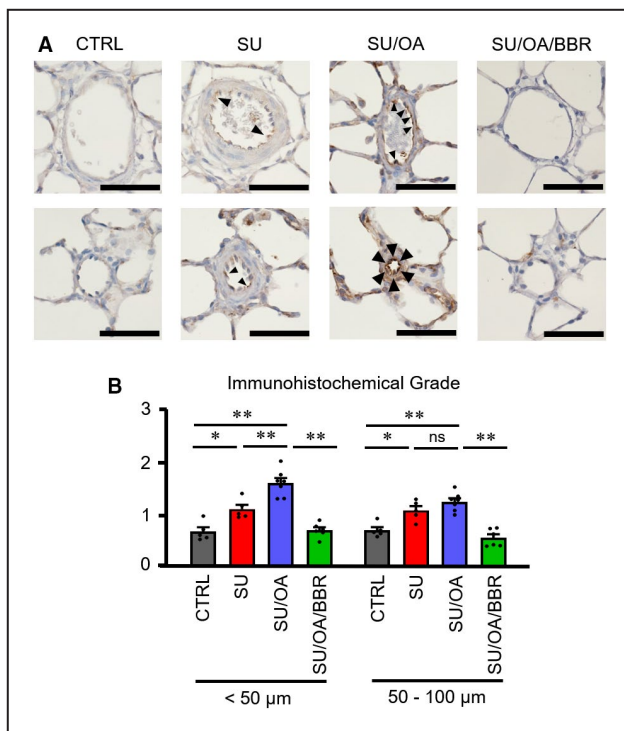 A
CTRL SU SU/OA SU/OA/BBR
B
Immunohistochemical Grade
3
2
1
0
** **
* ** ** * ns **
CTRL SU SU/OA SU/OA/BBR CTRL SU SU/OA SU/OA/BBR
< 50 µm 50 - 100 µm